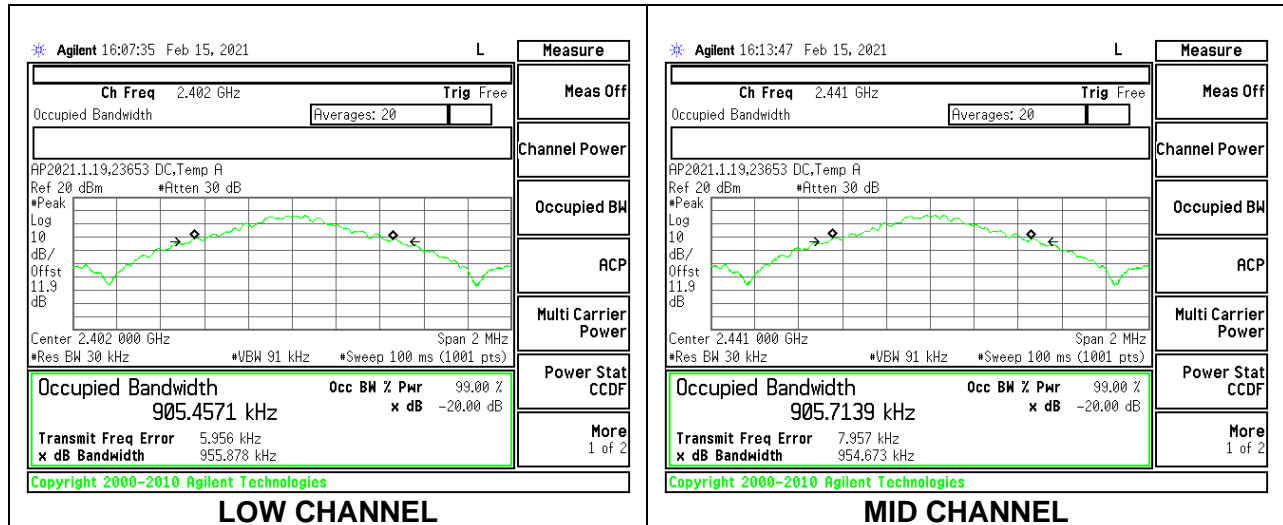 Agilent 16:07:35 Feb 15, 2021 L
Measure
Ch Freq 2.402 GHz Trig Free
Occupied Bandwidth Averages: 20
AP2021.1.19,23653 DC,Temp A
Ref 20 dBm #Atten 30 dB
#Peak
Log
10
dB/
Offst
11.9
dB
Center 2.402 000 GHz Span 2 MHz
#Res BW 30 kHz #VBW 91 kHz #Sweep 100 ms (1001 pts)
Occupied Bandwidth Occ BW % Pwr 99.00 %
905.4571 kHz x dB -20.00 dB
Transmit Freq Error 5.956 kHz
x dB Bandwidth 955.878 kHz
Meas Off
Channel Power
Occupied BW
ACP
Multi Carrier
Power
Power Stat
CCDF
More
1 of 2
Copyright 2000-2010 Agilent Technologies
LOW CHANNEL
Agilent 16:13:47 Feb 15, 2021 L
Measure
Ch Freq 2.441 GHz Trig Free
Occupied Bandwidth Averages: 20
AP2021.1.19,23653 DC,Temp A
Ref 20 dBm #Atten 30 dB
#Peak
Log
10
dB/
Offst
11.9
dB
Center 2.441 000 GHz Span 2 MHz
#Res BW 30 kHz #VBW 91 kHz #Sweep 100 ms (1001 pts)
Occupied Bandwidth Occ BW % Pwr 99.00 %
905.7139 kHz x dB -20.00 dB
Transmit Freq Error 7.957 kHz
x dB Bandwidth 954.673 kHz
Meas Off
Channel Power
Occupied BW
ACP
Multi Carrier
Power
Power Stat
CCDF
More
1 of 2
Copyright 2000-2010 Agilent Technologies
MID CHANNEL